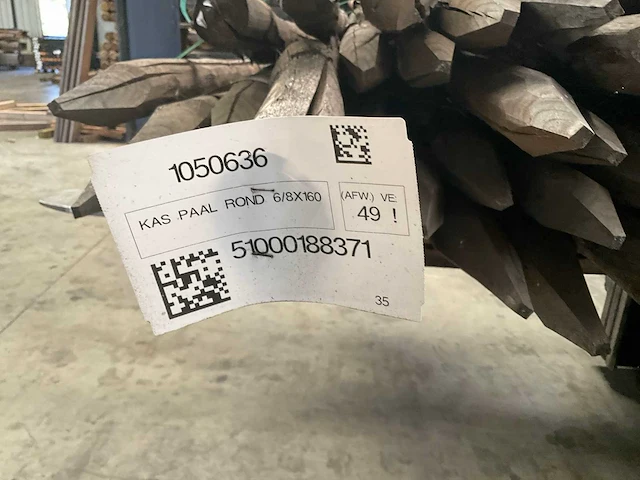 1050636
KAS PAAL ROND 6/8X160
(AFW.) VE:
49 !
51000188371
35